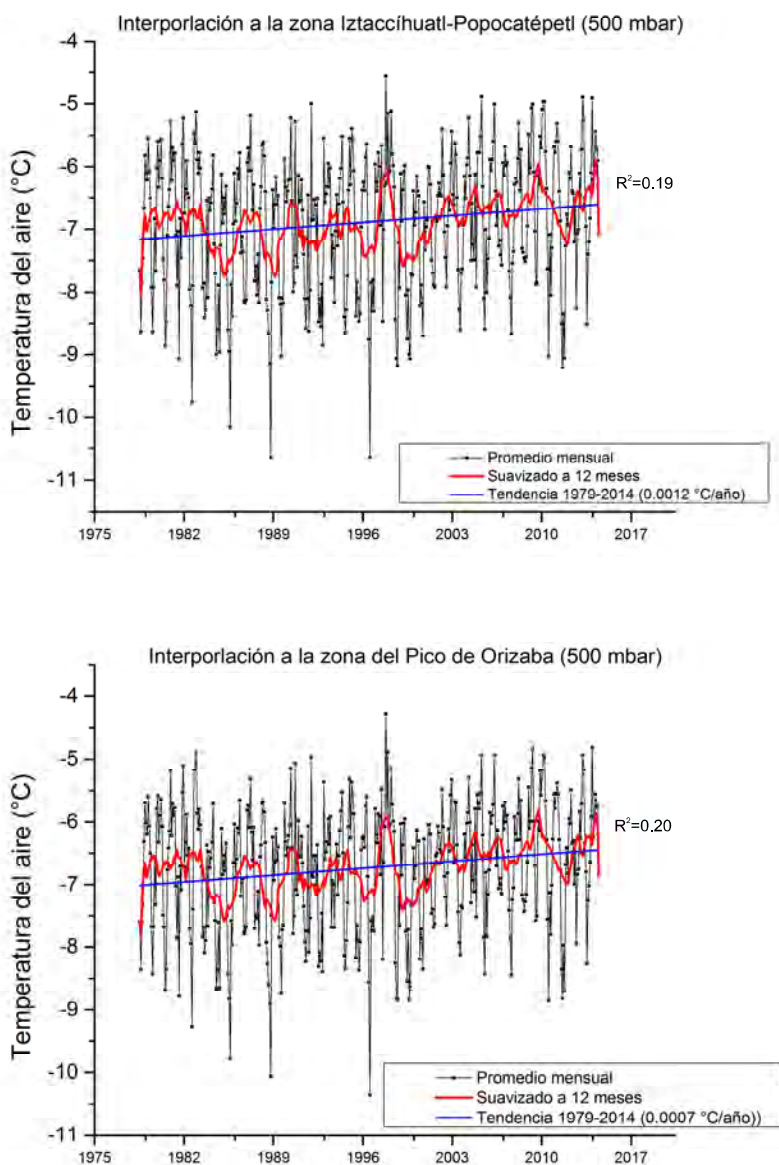 Interporlación a la zona Iztaccíhuatl-Popocatépetl (500 mbar)
-4
-5
-6
-7
-8
-9
-10
-11
Temperatura del aire (°C)
R²=0.19
Promedio mensual
Suavizado a 12 meses
Tendencia 1979-2014 (0.0012 °C/año)
1975 1982 1989 1996 2003 2010 2017
Interporlación a la zona del Pico de Orizaba (500 mbar)
-4
-5
-6
-7
-8
-9
-10
-11
Temperatura del aire (°C)
R²=0.20
Promedio mensual
Suavizado a 12 meses
Tendencia 1979-2014 (0.0007 °C/año))
1975 1982 1989 1996 2003 2010 2017